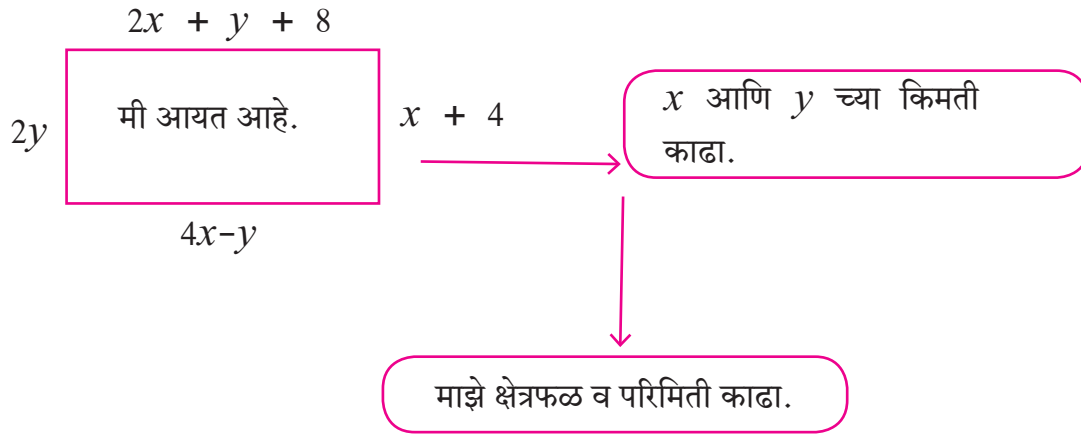 2x + y + 8
मी आयत आहे.
2y
x + 4
4x-y
x आणि y च्या किमती
काढा.
माझे क्षेत्रफळ व परिमिती काढा.